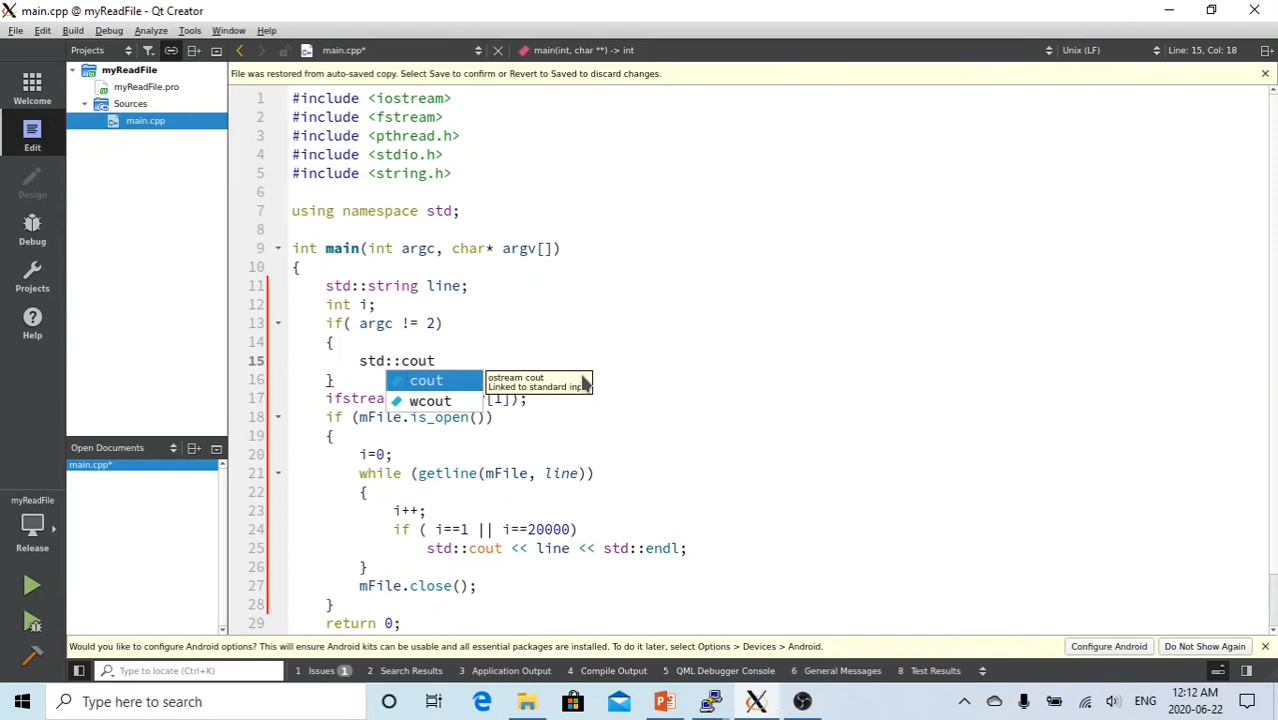 main.cpp @ myReadFile - Qt Creator
File Edit Build Debug Analyze Tools Window Help
Projects main.cpp* main(int, char **) -> int Unix (LF) Line: 15, Col: 18
File was restored from auto-saved copy. Select Save to confirm or Revert to Saved to discard changes.
Welcome
Edit
Design
Debug
Projects
Help
myReadFile
Release
myReadFile
myReadFile.pro
Sources
main.cpp
Open Documents
main.cpp*
1 #include <iostream>
2 #include <fstream>
3 #include <pthread.h>
4 #include <stdio.h>
5 #include <string.h>
6
7 using namespace std;
8
9 int main(int argc, char* argv[])
10 {
11 std::string line;
12 int i;
13 if( argc != 2)
14 {
15 std::cout
16 }
cout
wcout
ostream cout
Linked to standard
17 ifstrea [1]);
18 if (mFile.is_open())
19 {
20 i=0;
21 while (getline(mFile, line))
22 {
23 i++;
24 if ( i==1 || i==20000)
25 std::cout << line << std::endl;
26 }
27 mFile.close();
28 }
29 return 0;
Would you like to configure Android options? This will ensure Android kits can be usable and all essential packages are installed. To do it later, select Options > Devices > Android. Configure Android Do Not Show Again
Type to locate (Ctrl+K) 1 Issues 1 2 Search Results 3 Application Output 4 Compile Output 5 QML Debugger Console 6 General Messages 8 Test Results
Type here to search
ENG
12:12 AM
2020-06-22